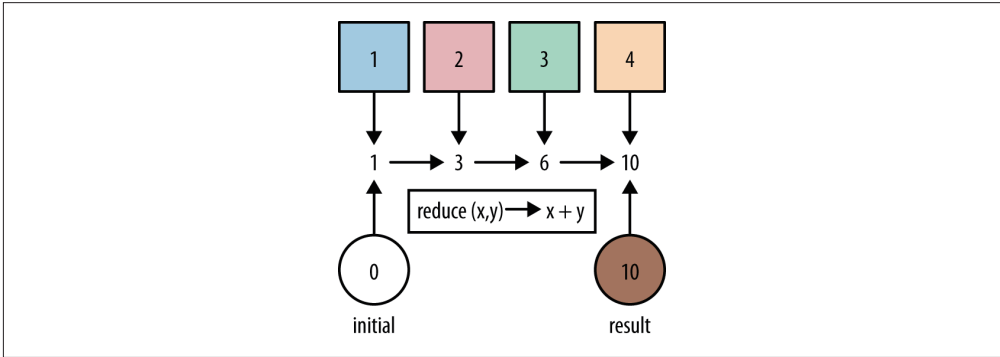 1 2 3 4
1 3 6 10
reduce (x,y) → x + y
0 10
initial result